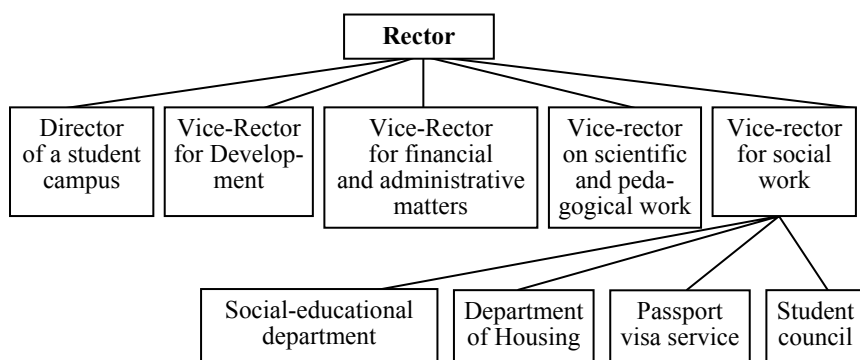 Rector
Director
of a student
campus
Vice-Rector
for Develop-
ment
Vice-Rector
for financial
and administrative
matters
Vice-rector
on scientific
and peda-
gogical work
Vice-rector
for social
work
Social-educational
department
Department
of Housing
Passport
visa service
Student
council